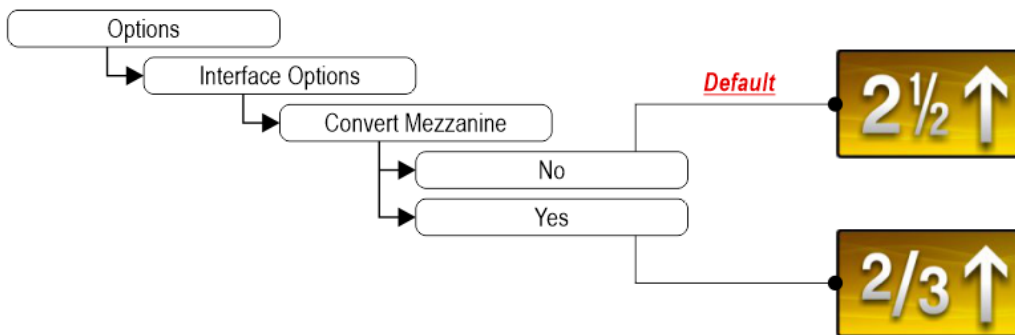 Options
Interface Options
Default
Convert Mezzanine
2½ ↑
No
Yes
2/3 ↑